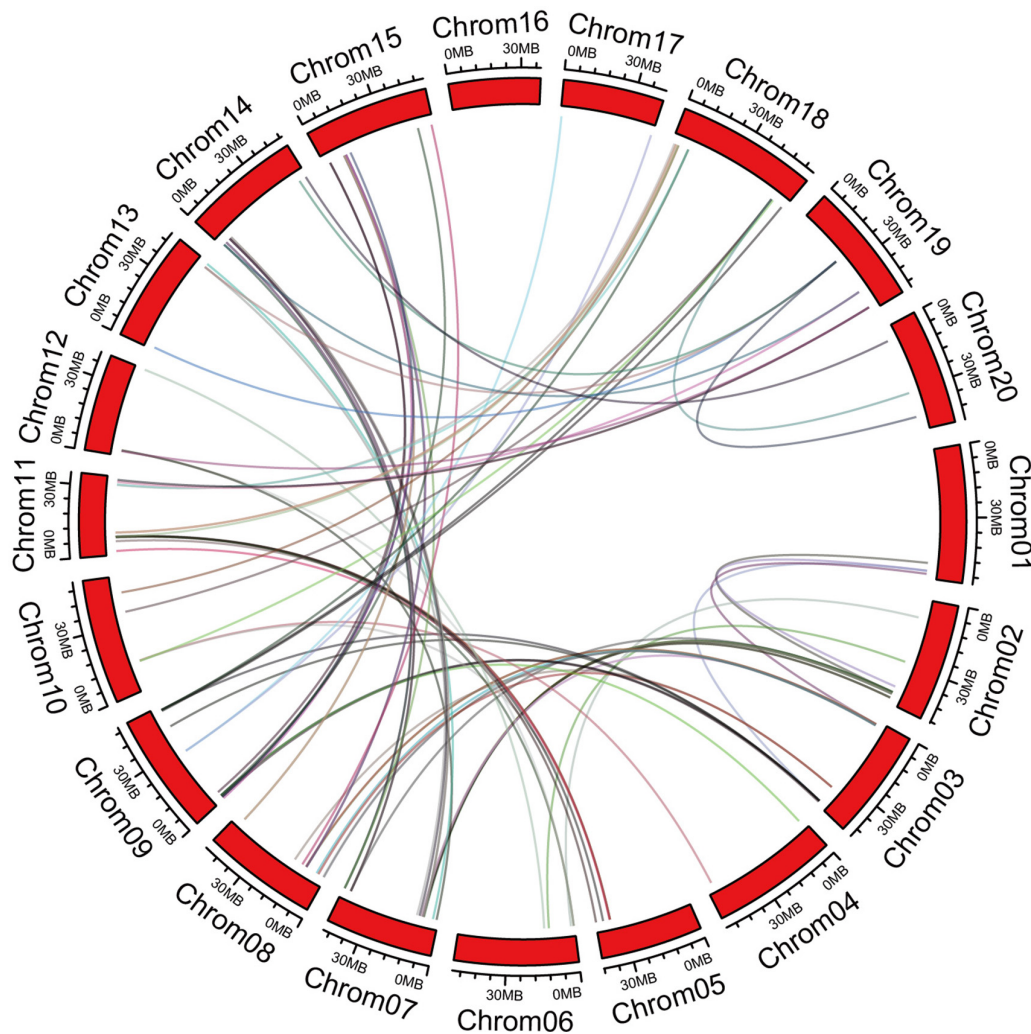 Chrom01
0MB
30MB
Chrom02
0MB
30MB
Chrom03
0MB
30MB
Chrom04
0MB
30MB
Chrom05
0MB
30MB
Chrom06
0MB
30MB
Chrom07
0MB
30MB
Chrom08
0MB
30MB
Chrom09
0MB
30MB
Chrom10
0MB
30MB
Chrom11
0MB
30MB
Chrom12
0MB
30MB
Chrom13
0MB
30MB
Chrom14
0MB
30MB
Chrom15
0MB
30MB
Chrom16
0MB
30MB
Chrom17
0MB
30MB
Chrom18
0MB
30MB
Chrom19
0MB
30MB
Chrom20
0MB
30MB